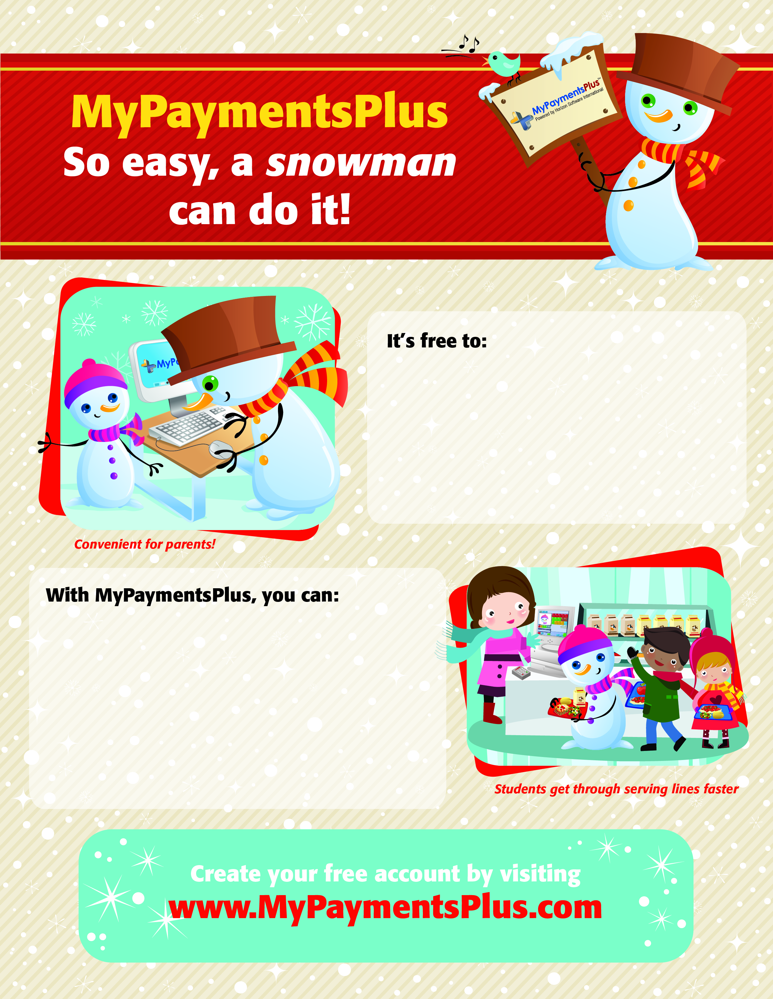 MyPaymentsPlus
So easy, a snowman
can do it!
MyPaymentsPlus℠
Powered by Horizon Software International
MyPa
It's free to:
Convenient for parents!
With MyPaymentsPlus, you can:
Students get through serving lines faster
Create your free account by visiting
www.MyPaymentsPlus.com